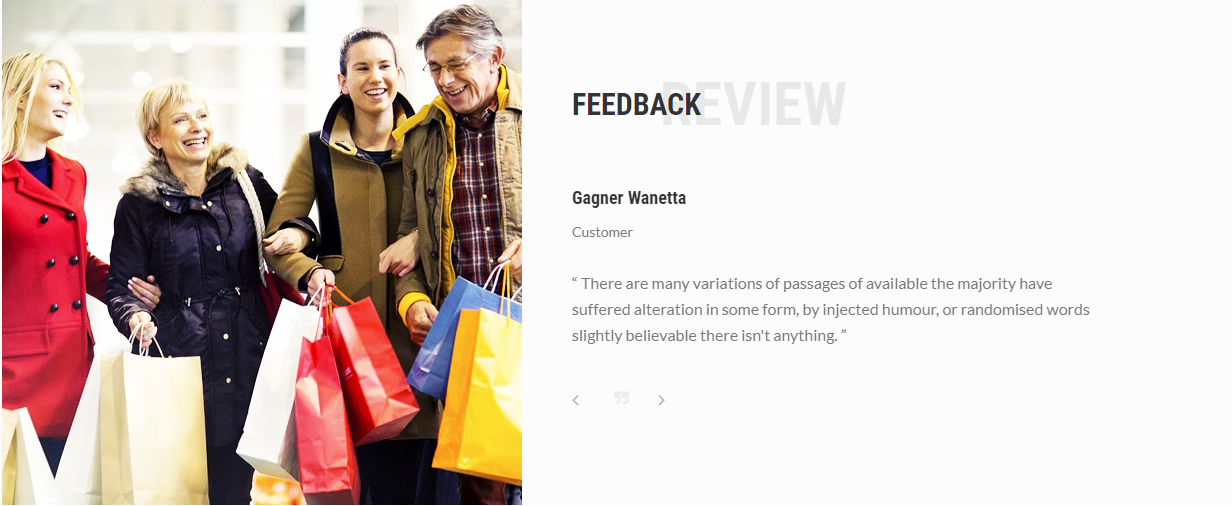 FEEDBACK
REVIEW
Gagner Wanetta
Customer
“ There are many variations of passages of available the majority have
suffered alteration in some form, by injected humour, or randomised words
slightly believable there isn't anything. ”